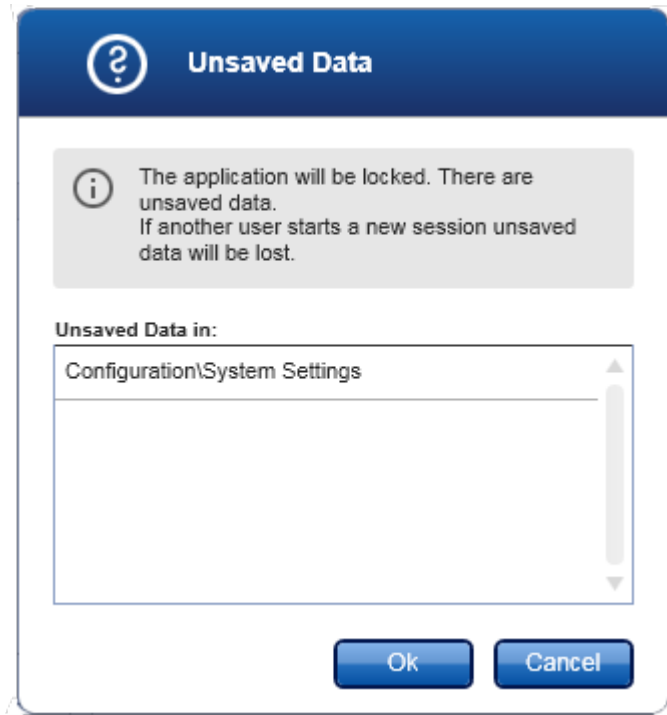 Unsaved Data
The application will be locked. There are
unsaved data.
If another user starts a new session unsaved
data will be lost.
Unsaved Data in:
Configuration\System Settings
Ok
Cancel